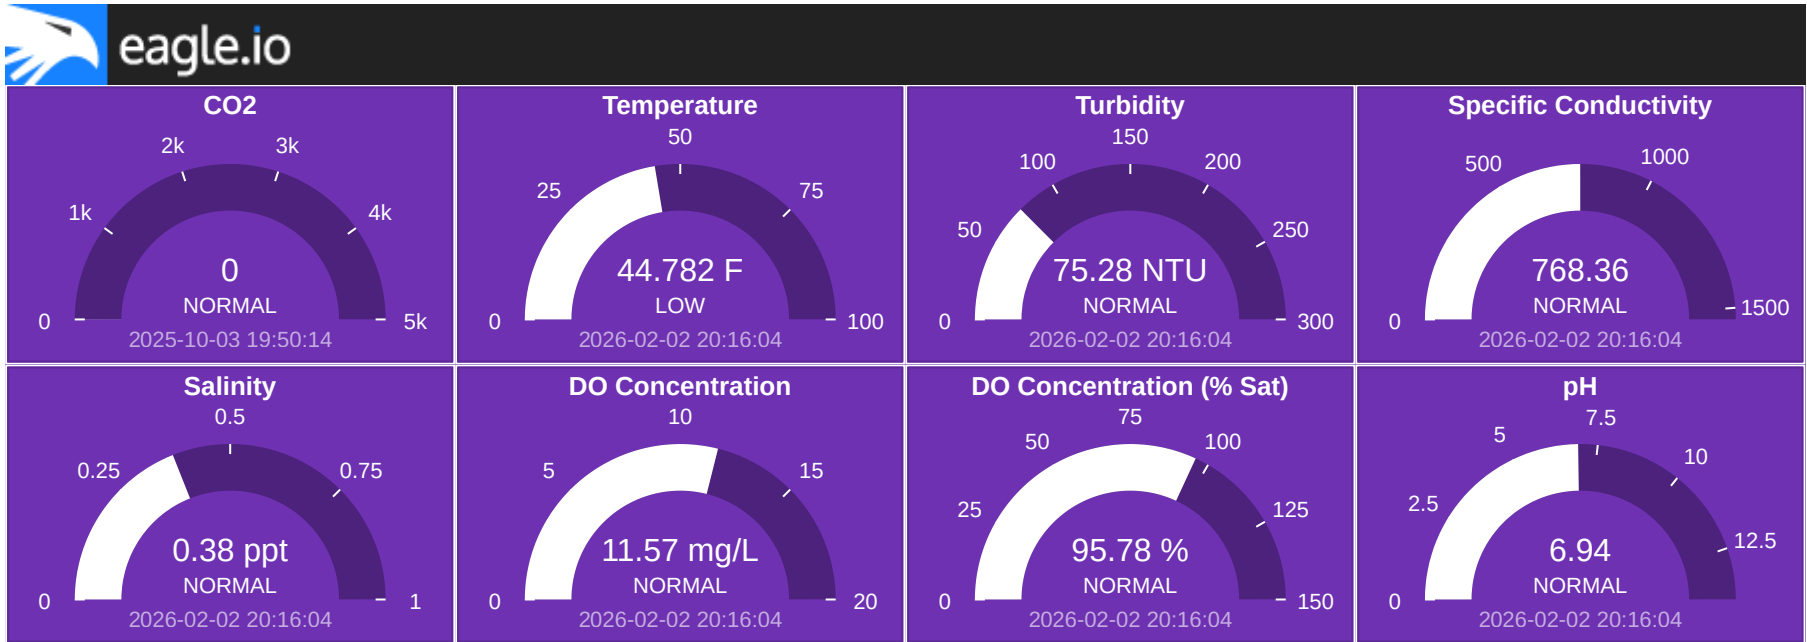 eagle.io
CO2
0
1k
2k
3k
4k
5k
0
NORMAL
2025-10-03 19:50:14
Temperature
0
25
50
75
100
44.782 F
LOW
2026-02-02 20:16:04
Turbidity
0
50
100
150
200
250
300
75.28 NTU
NORMAL
2026-02-02 20:16:04
Specific Conductivity
0
500
1000
1500
768.36
NORMAL
2026-02-02 20:16:04
Salinity
0
0.25
0.5
0.75
1
0.38 ppt
NORMAL
2026-02-02 20:16:04
DO Concentration
0
5
10
15
20
11.57 mg/L
NORMAL
2026-02-02 20:16:04
DO Concentration (% Sat)
0
25
50
75
100
125
150
95.78 %
NORMAL
2026-02-02 20:16:04
pH
0
2.5
5
7.5
10
12.5
6.94
NORMAL
2026-02-02 20:16:04